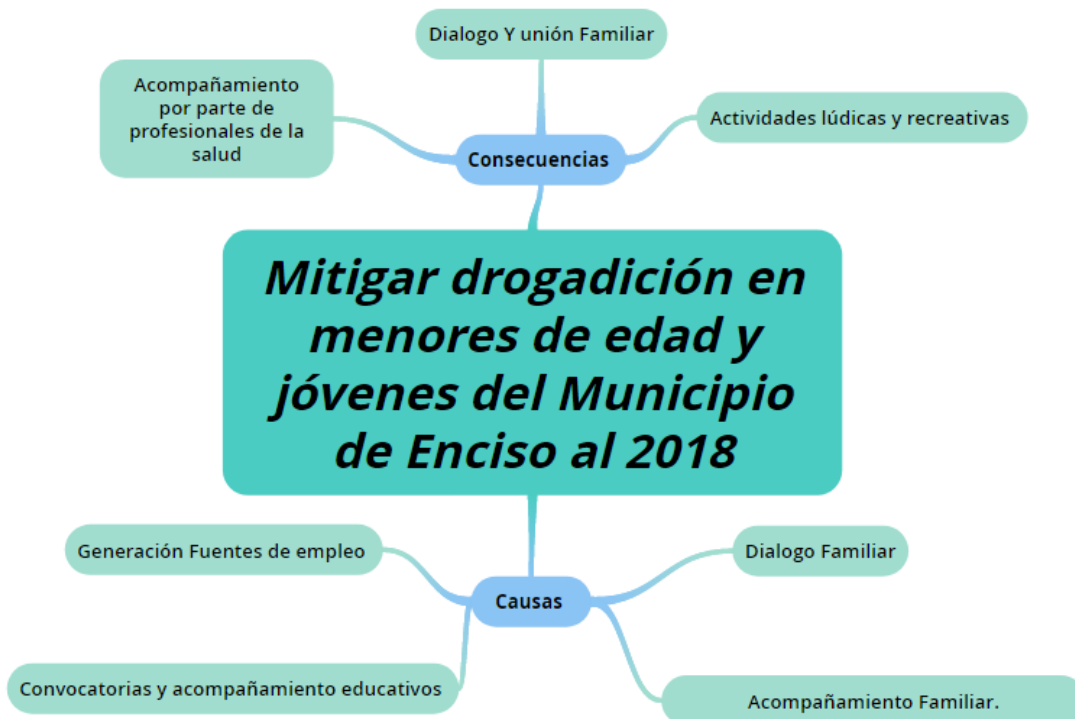 Dialogo Y unión Familiar
Acompañamiento
por parte de
profesionales de la
salud
Actividades lúdicas y recreativas
Consecuencias
Mitigar drogadición en
menores de edad y
jóvenes del Municipio
de Enciso al 2018
Generación Fuentes de empleo
Dialogo Familiar
Causas
Convocatorias y acompañamiento educativos
Acompañamiento Familiar.